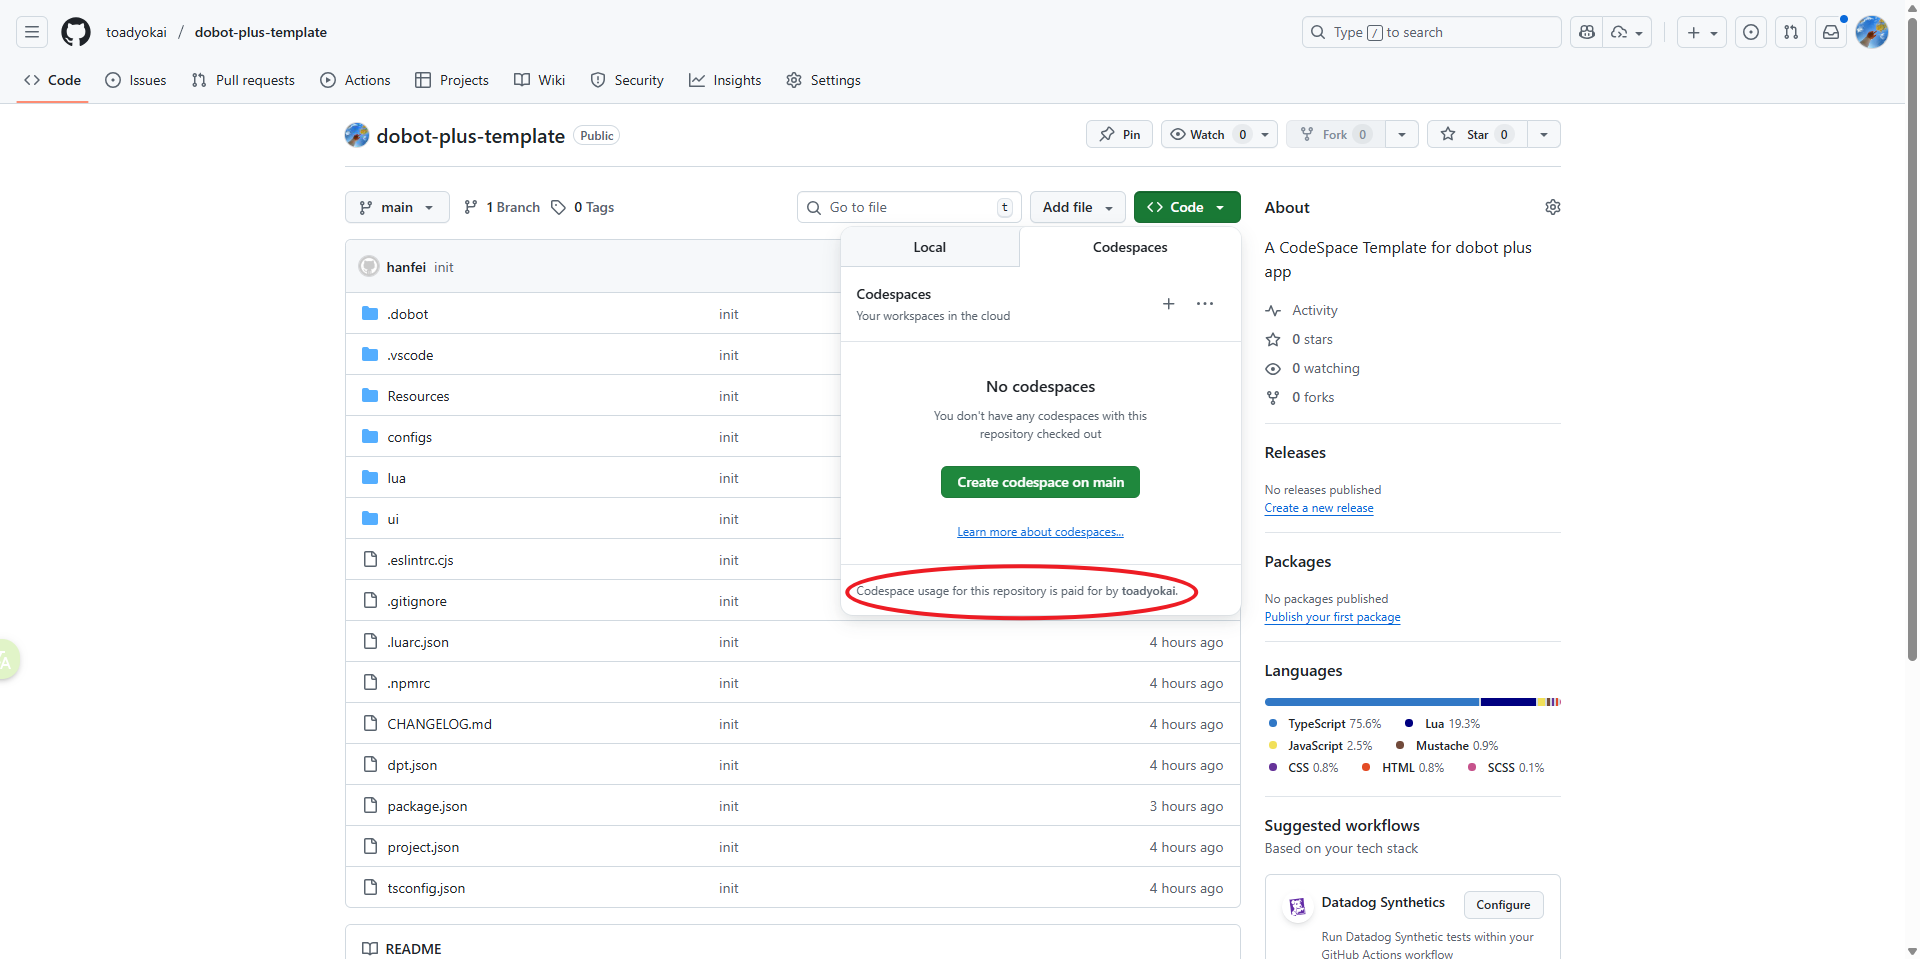 toadyokai / dobot-plus-template
Type / to search
Code
Issues
Pull requests
Actions
Projects
Wiki
Security
Insights
Settings
dobot-plus-template Public
Pin
Watch 0
Fork 0
Star 0
main
1 Branch
0 Tags
Go to file t
Add file
Code
hanfei init
.dobot init
.vscode init
Resources init
configs init
lua init
ui init
.eslintrc.cjs init
.gitignore init
.luarc.json init 4 hours ago
.npmrc init 4 hours ago
CHANGELOG.md init 4 hours ago
dpt.json init 4 hours ago
package.json init 3 hours ago
project.json init 4 hours ago
tsconfig.json init 4 hours ago
README
Local
Codespaces
Codespaces
Your workspaces in the cloud
No codespaces
You don't have any codespaces with this
repository checked out
Create codespace on main
Learn more about codespaces...
Codespace usage for this repository is paid for by toadyokai.
About
A CodeSpace Template for dobot plus
app
Activity
0 stars
0 watching
0 forks
Releases
No releases published
Create a new release
Packages
No packages published
Publish your first package
Languages
TypeScript 75.6%
Lua 19.3%
JavaScript 2.5%
Mustache 0.9%
CSS 0.8%
HTML 0.8%
SCSS 0.1%
Suggested workflows
Based on your tech stack
Datadog Synthetics
Configure
Run Datadog Synthetic tests within your
GitHub Actions workflow